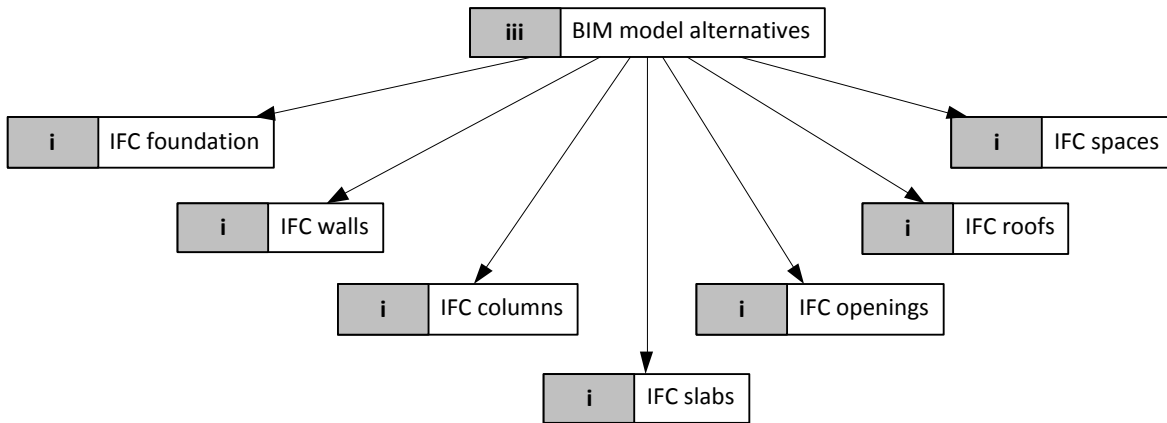 iii BIM model alternatives
i IFC foundation
i IFC spaces
i IFC walls
i IFC roofs
i IFC columns
i IFC openings
i IFC slabs